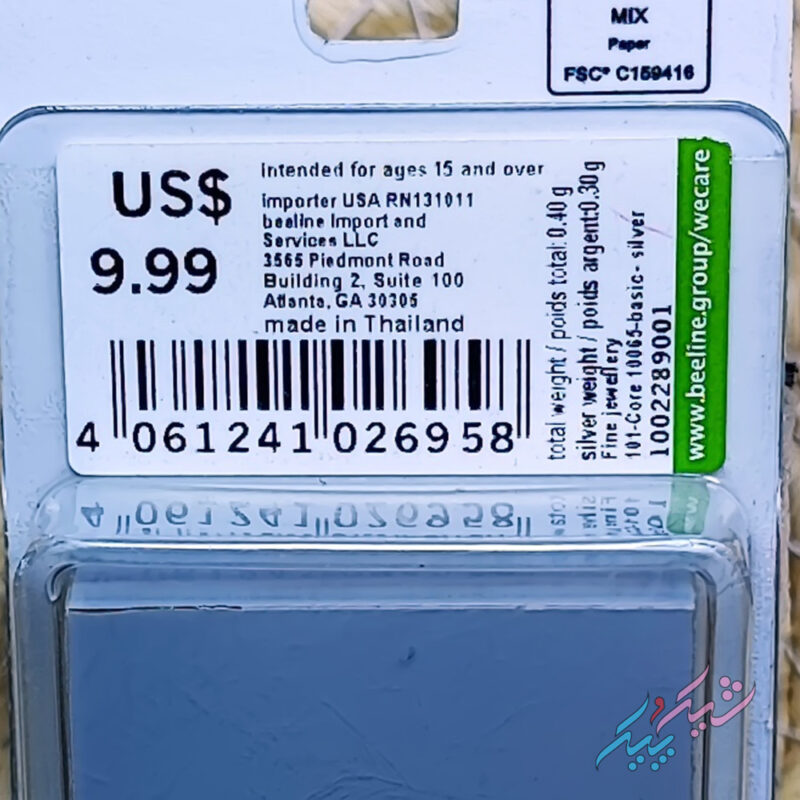 MIX
Paper
FSC® C159416
US$
9.99
Intended for ages 15 and over
importer USA RN131011
beeline Import and
Services LLC
3565 Piedmont Road
Building 2, Suite 100
Atlanta, GA 30305
made in Thailand
4 061241 026958
total weight / poids total: 0.40 g
silver weight / poids argent:0.30 g
Fine jewellery
101-Core 10065-basic- silver
1002289001
www.beeline.group/wecare
شیک و پیک